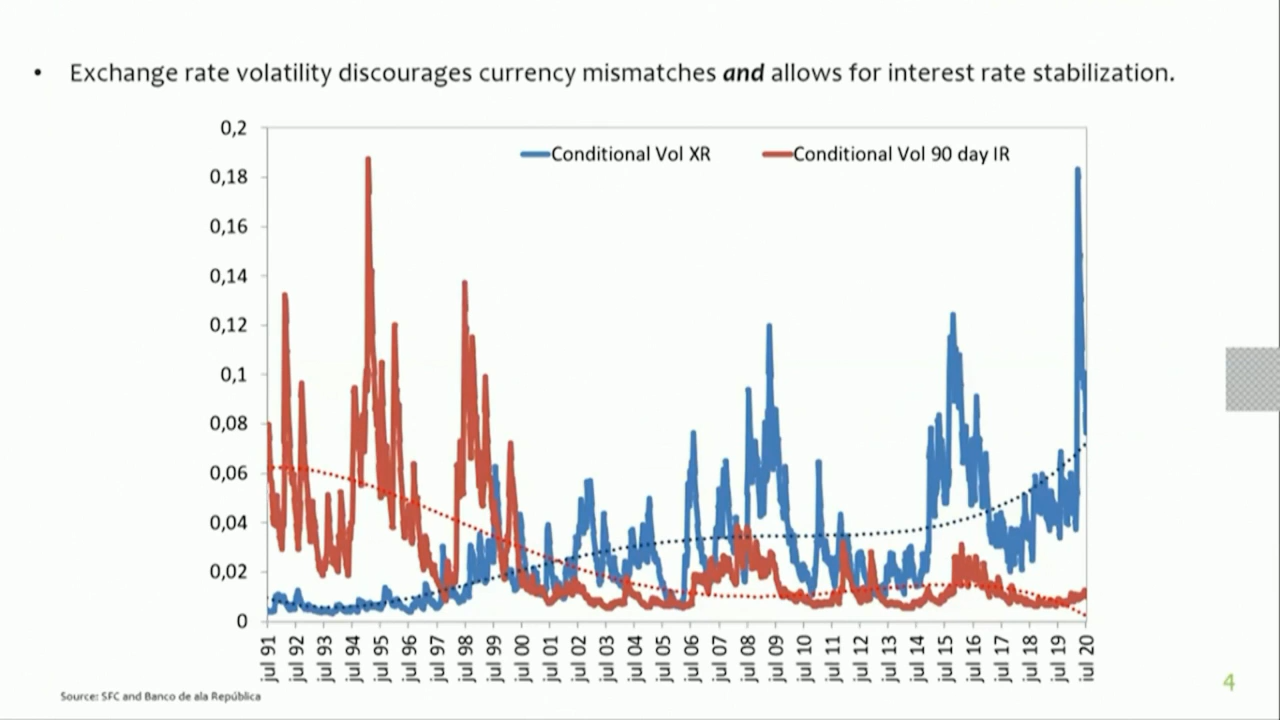 • Exchange rate volatility discourages currency mismatches and allows for interest rate stabilization.
0,2
0,18
0,16
0,14
0,12
0,1
0,08
0,06
0,04
0,02
0
Conditional Vol XR
Conditional Vol 90 day IR
jul 91
jul 92
jul 93
jul 94
jul 95
jul 96
jul 97
jul 98
jul 99
jul 00
jul 01
jul 02
jul 03
jul 04
jul 05
jul 06
jul 07
jul 08
jul 09
jul 10
jul 11
jul 12
jul 13
jul 14
jul 15
jul 16
jul 17
jul 18
jul 19
jul 20
Source: SFC and Banco de ala República
4